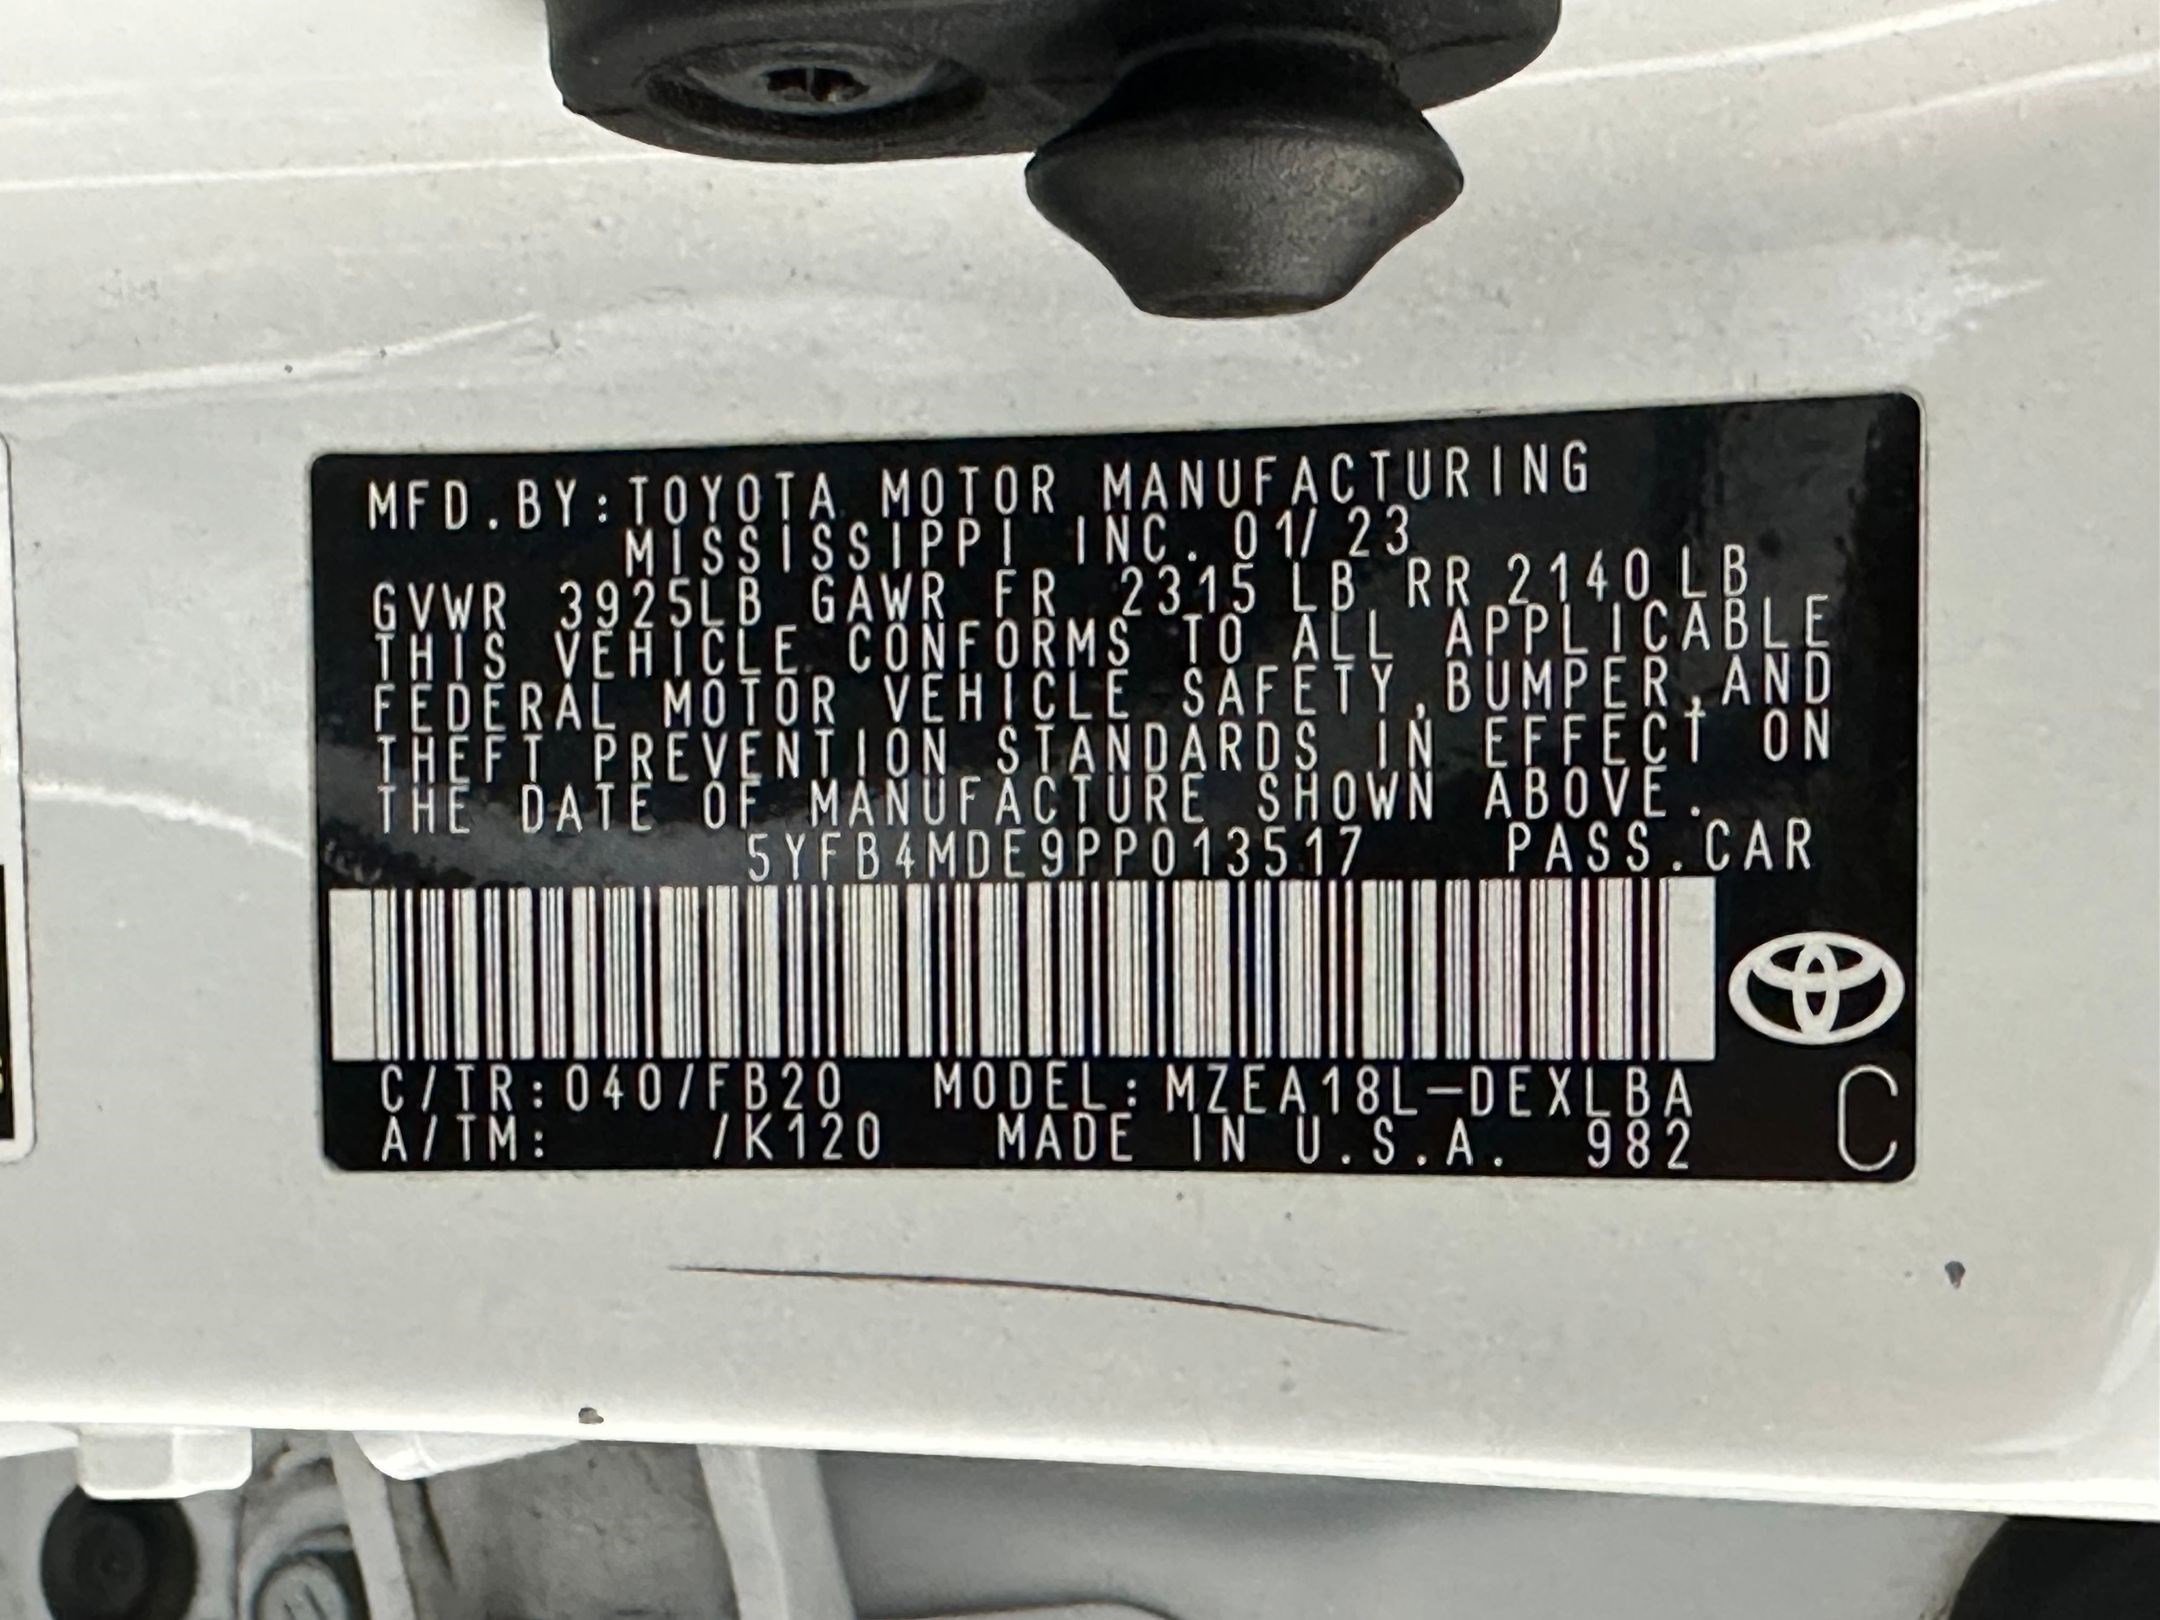 MFD.BY:TOYOTA MOTOR MANUFACTURING
MISSISSIPPI INC. 01/23
GVWR 3925LB GAWR FR 2315 LB RR 2140 LB
THIS VEHICLE CONFORMS TO ALL APPLICABLE
FEDERAL MOTOR VEHICLE SAFETY,BUMPER,AND
THEFT PREVENTION STANDARDS IN EFFECT ON
THE DATE OF MANUFACTURE SHOWN ABOVE.
5YFB4MDE9PP013517 PASS.CAR
C/TR:040/FB20 MODEL:MZEA18L-DEXLBA
A/TM: /K120 MADE IN U.S.A. 982 C